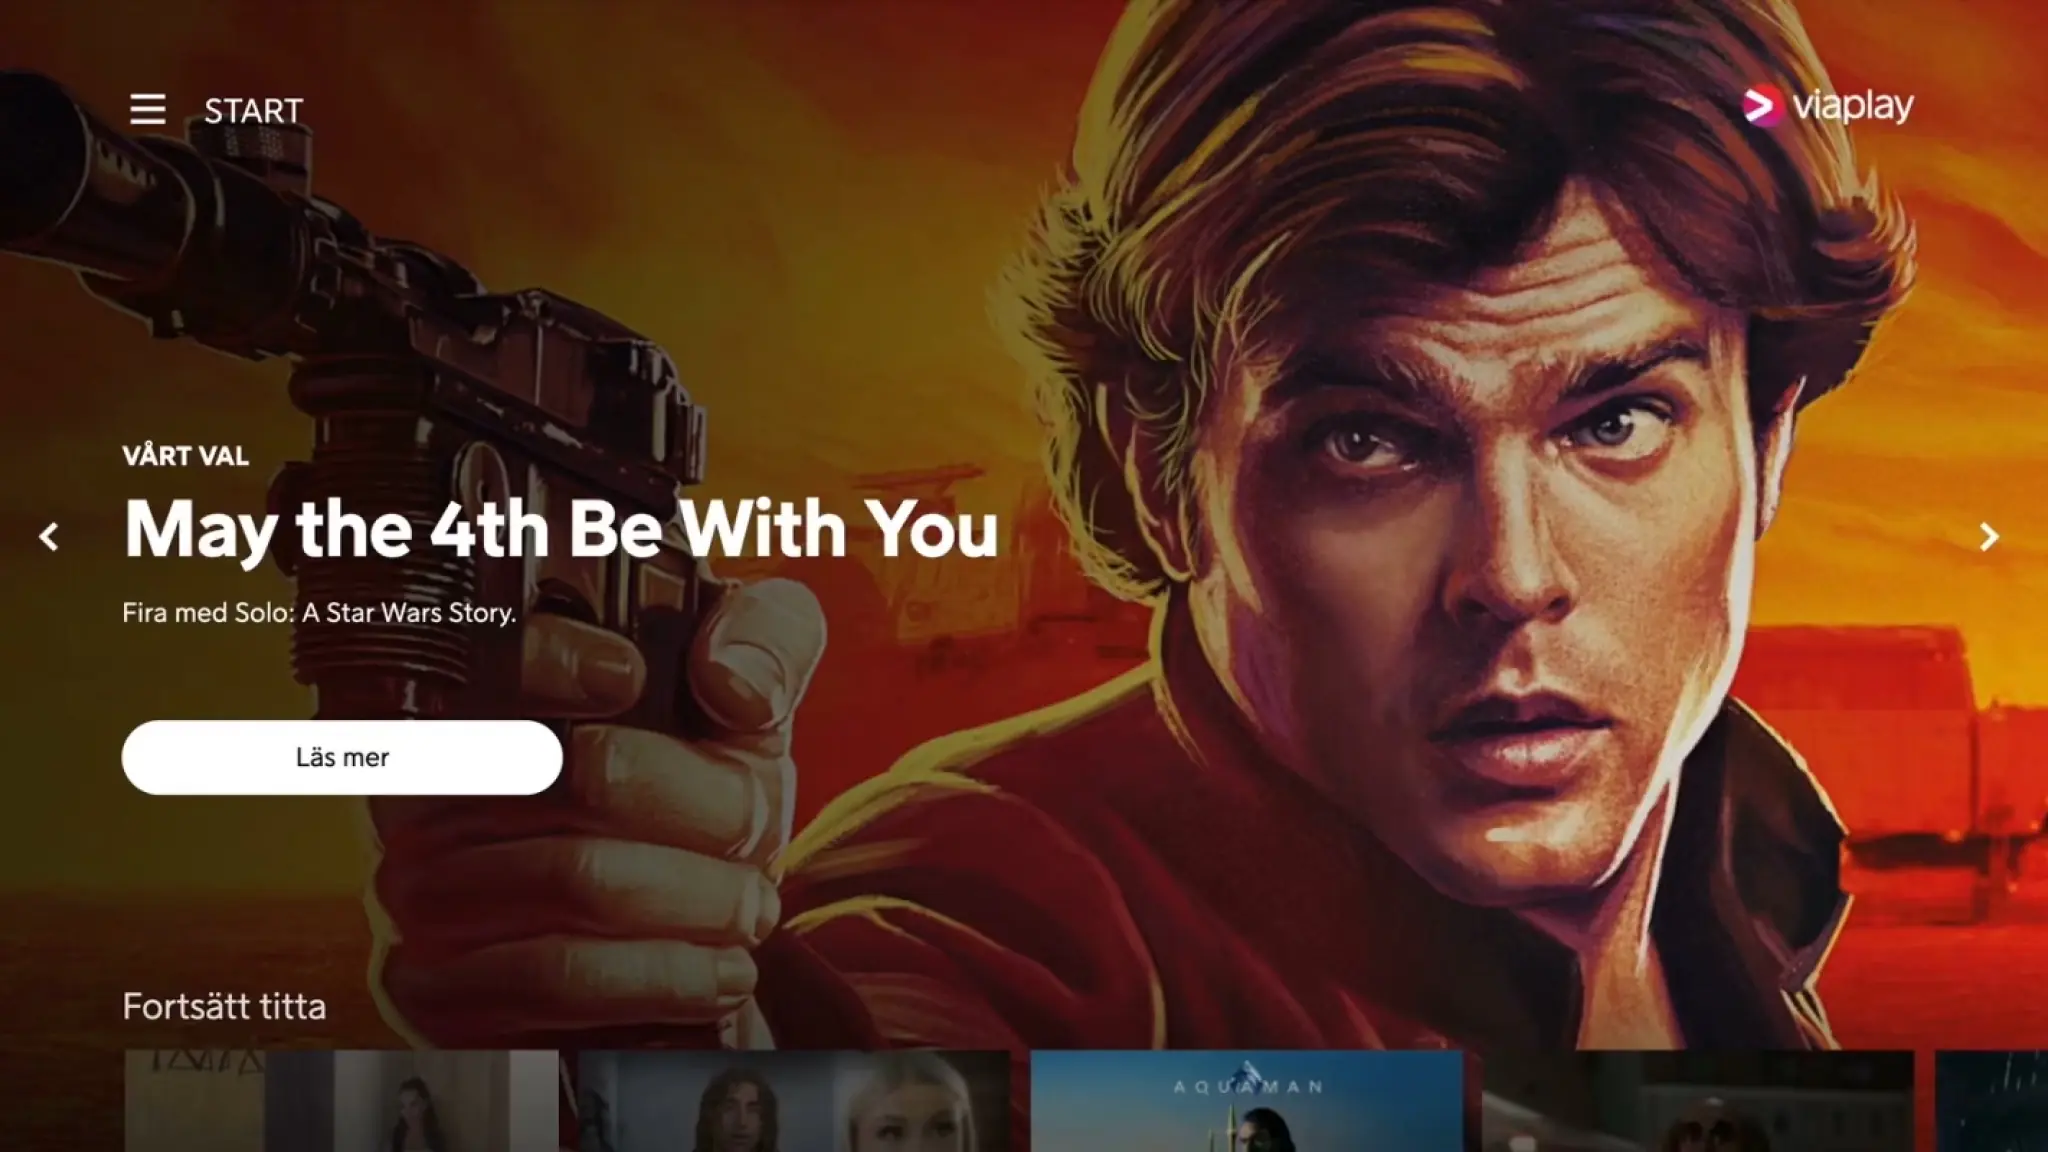 START
viaplay
VÅRT VAL
May the 4th Be With You
Fira med Solo: A Star Wars Story.
Läs mer
Fortsätt titta
AQUAMAN